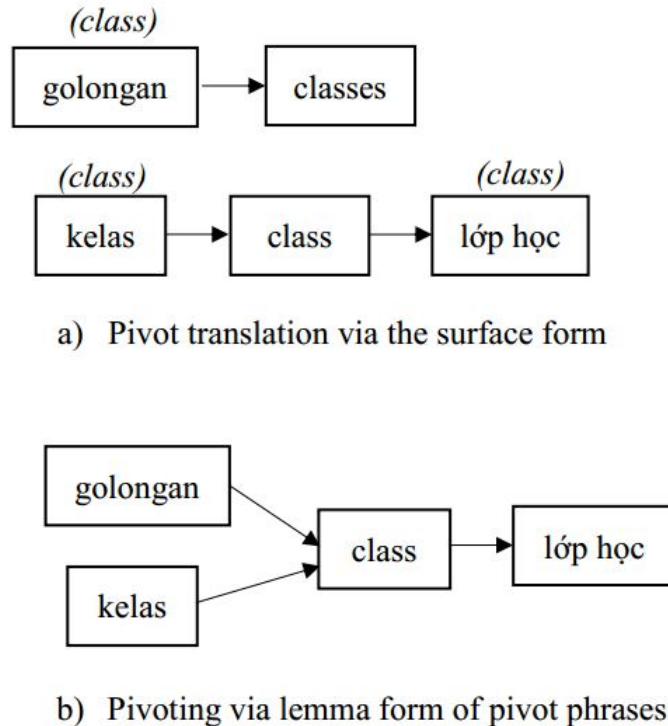 (class)
golongan classes
(class) (class)
kelas class lớp học
a) Pivot translation via the surface form
golongan
class lớp học
kelas
b) Pivoting via lemma form of pivot phrases